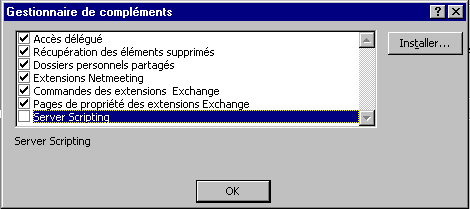 Gestionnaire de compléments
Accès délégué
Récupération des éléments supprimés
Dossiers personnels partagés
Extensions Netmeeting
Commandes des extensions  Exchange
Pages de propriété des extensions Exchange
Server Scripting
Installer...
Server Scripting
OK